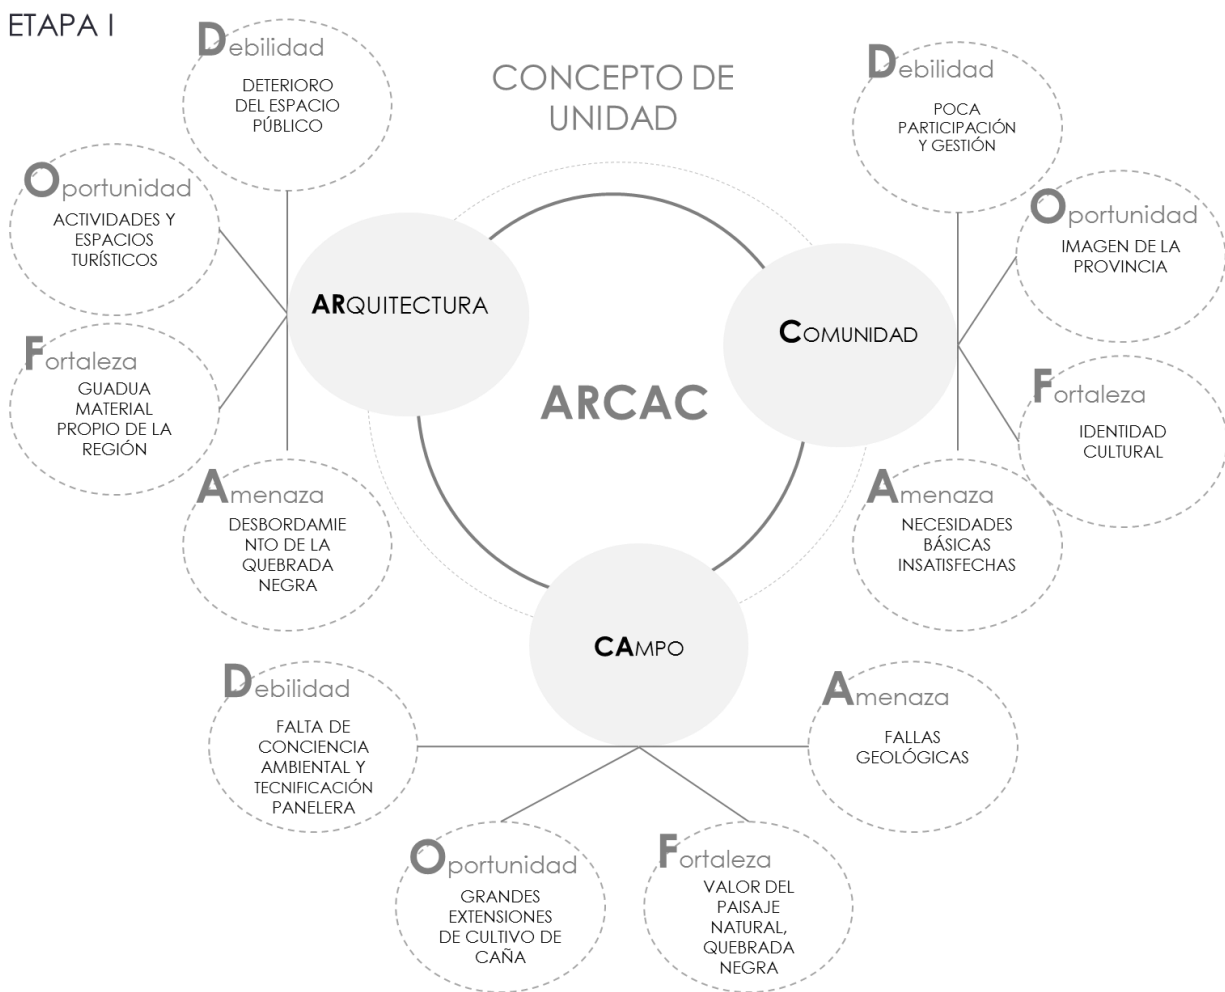 ETAPA I
CONCEPTO DE
UNIDAD
Debilidad
DETERIORO
DEL ESPACIO
PÚBLICO
Oportunidad
ACTIVIDADES Y
ESPACIOS
TURÍSTICOS
ARQUITECTURA
Fortaleza
GUADUA
MATERIAL
PROPIO DE LA
REGIÓN
Amenaza
DESBORDAMIE
NTO DE LA
QUEBRADA
NEGRA
ARCAC
Debilidad
POCA
PARTICIPACIÓN
Y GESTIÓN
Oportunidad
IMAGEN DE LA
PROVINCIA
COMUNIDAD
Fortaleza
IDENTIDAD
CULTURAL
Amenaza
NECESIDADES
BÁSICAS
INSATISFECHAS
CAMPO
Debilidad
FALTA DE
CONCIENCIA
AMBIENTAL Y
TECNIFICACIÓN
PANELERA
Oportunidad
GRANDES
EXTENSIONES
DE CULTIVO DE
CAÑA
Fortaleza
VALOR DEL
PAISAJE
NATURAL,
QUEBRADA
NEGRA
Amenaza
FALLAS
GEOLÓGICAS